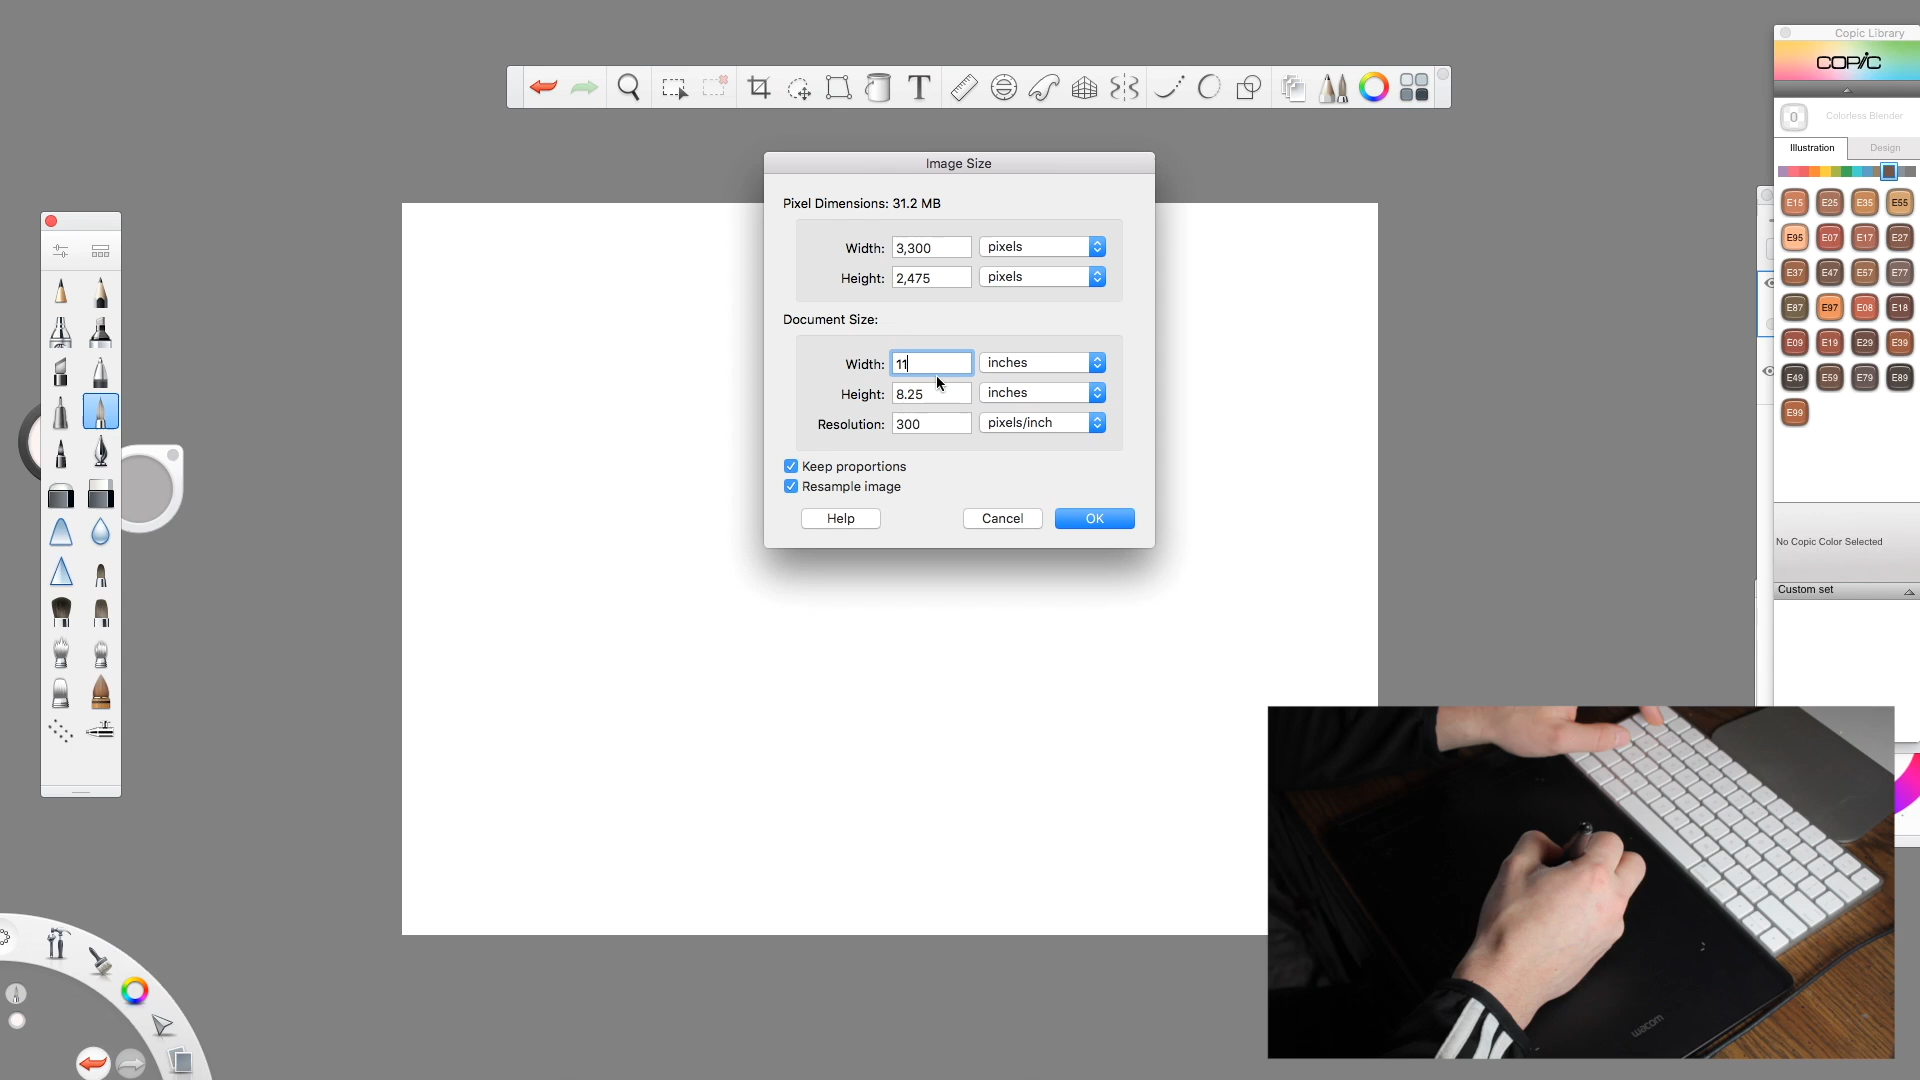 Copic Library
COPIC
0 Colorless Blender
Illustration Design
E15 E25 E35 E55
E95 E07 E17 E27
E37 E47 E57 E77
E87 E97 E08 E18
E09 E19 E29 E39
E49 E59 E79 E89
E99
No Copic Color Selected
Custom set
T
Image Size
Pixel Dimensions: 31.2 MB
Width: 3,300 pixels
Height: 2,475 pixels
Document Size:
Width: 11 inches
Height: 8.25 inches
Resolution: 300 pixels/inch
Keep proportions
Resample image
Help Cancel OK
wacom